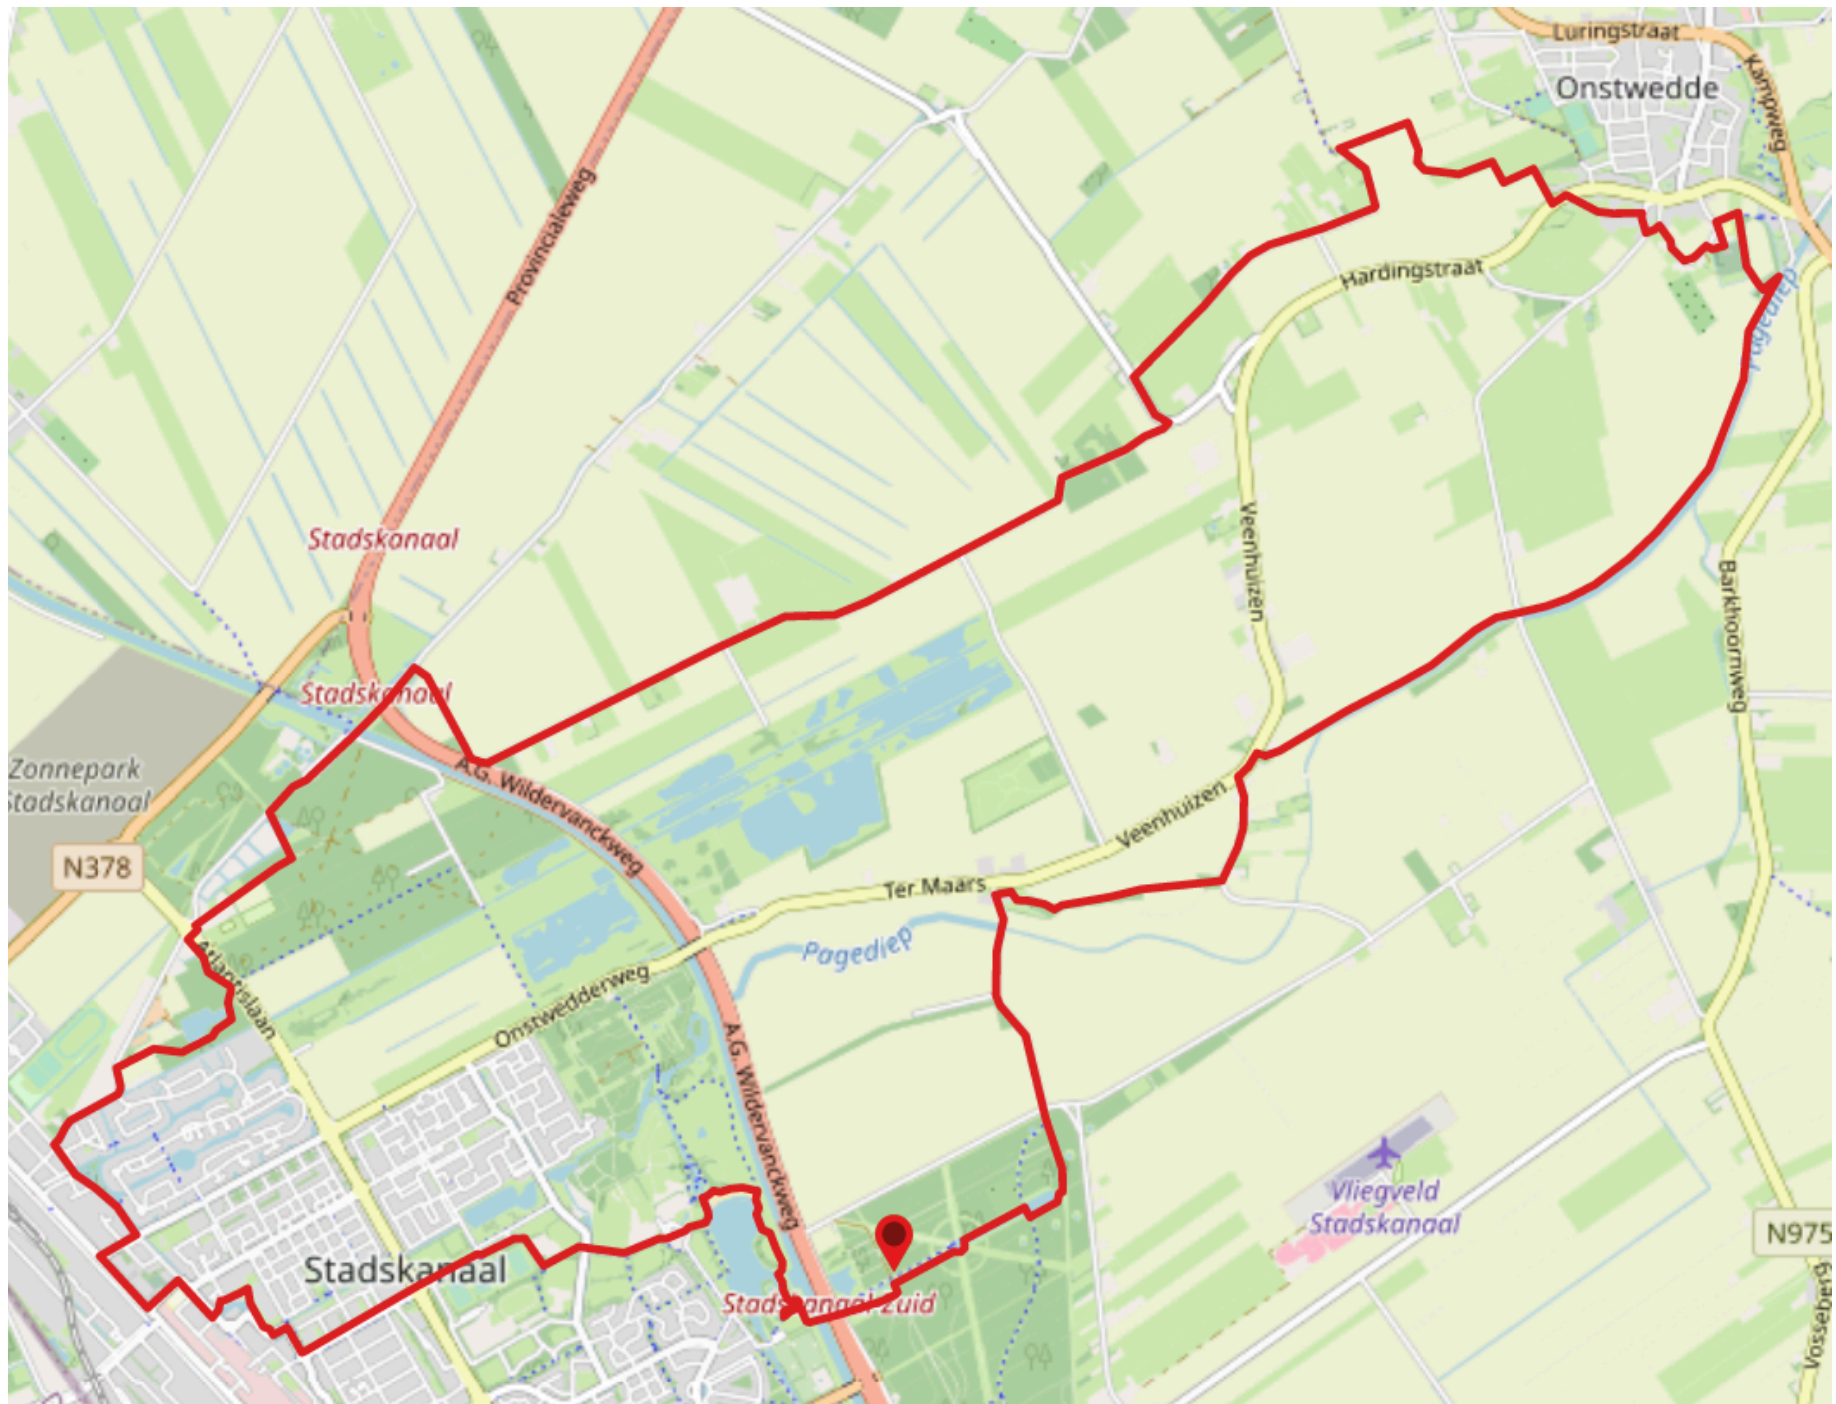 Luringstraat
Onstwedde
Kampweg
Provincialeweg
Hardingstraat
Pagediep
Stadskanaal
Veenhuizen
Barkhoornweg
Stadskanaal
Zonnepark
Stadskanaal
A.G. Wildervanckweg
Veenhuizen
N378
Ter Maars
Pagediep
Ariantislaan
Onstwedderweg
A.G. Wildervanckweg
Vliegveld
Stadskanaal
N975
Stadskanaal
Stadskanaal-Zuid
Vosseberg